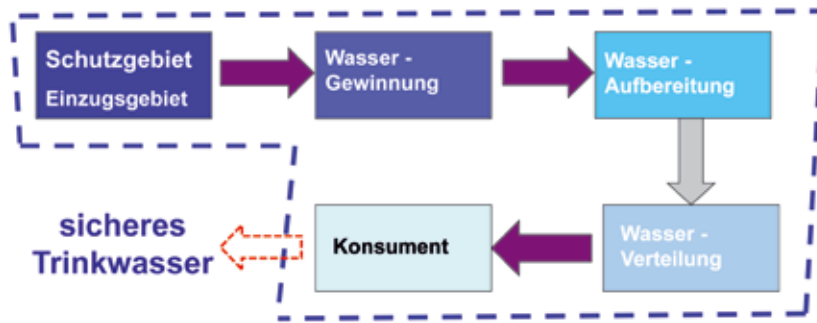 Schutzgebiet
Einzugsgebiet
Wasser -
Gewinnung
Wasser -
Aufbereitung
Wasser -
Verteilung
Konsument
sicheres
Trinkwasser